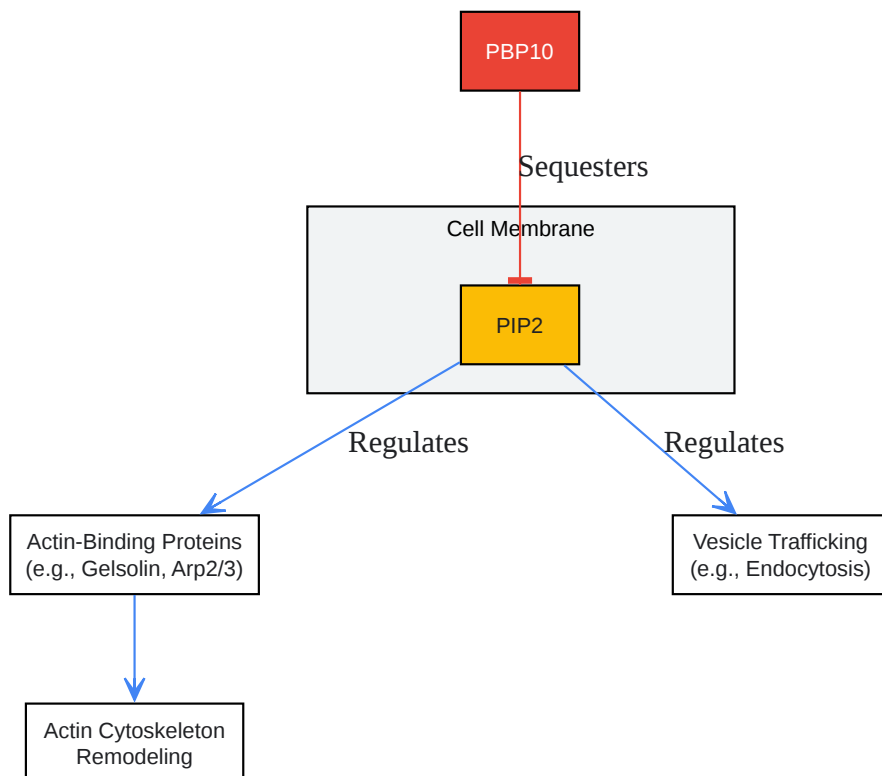 PBP10
Sequesters
Cell Membrane
PIP2
Regulates
Regulates
Actin-Binding Proteins
(e.g., Gelsolin, Arp2/3)
Vesicle Trafficking
(e.g., Endocytosis)
Actin Cytoskeleton
Remodeling